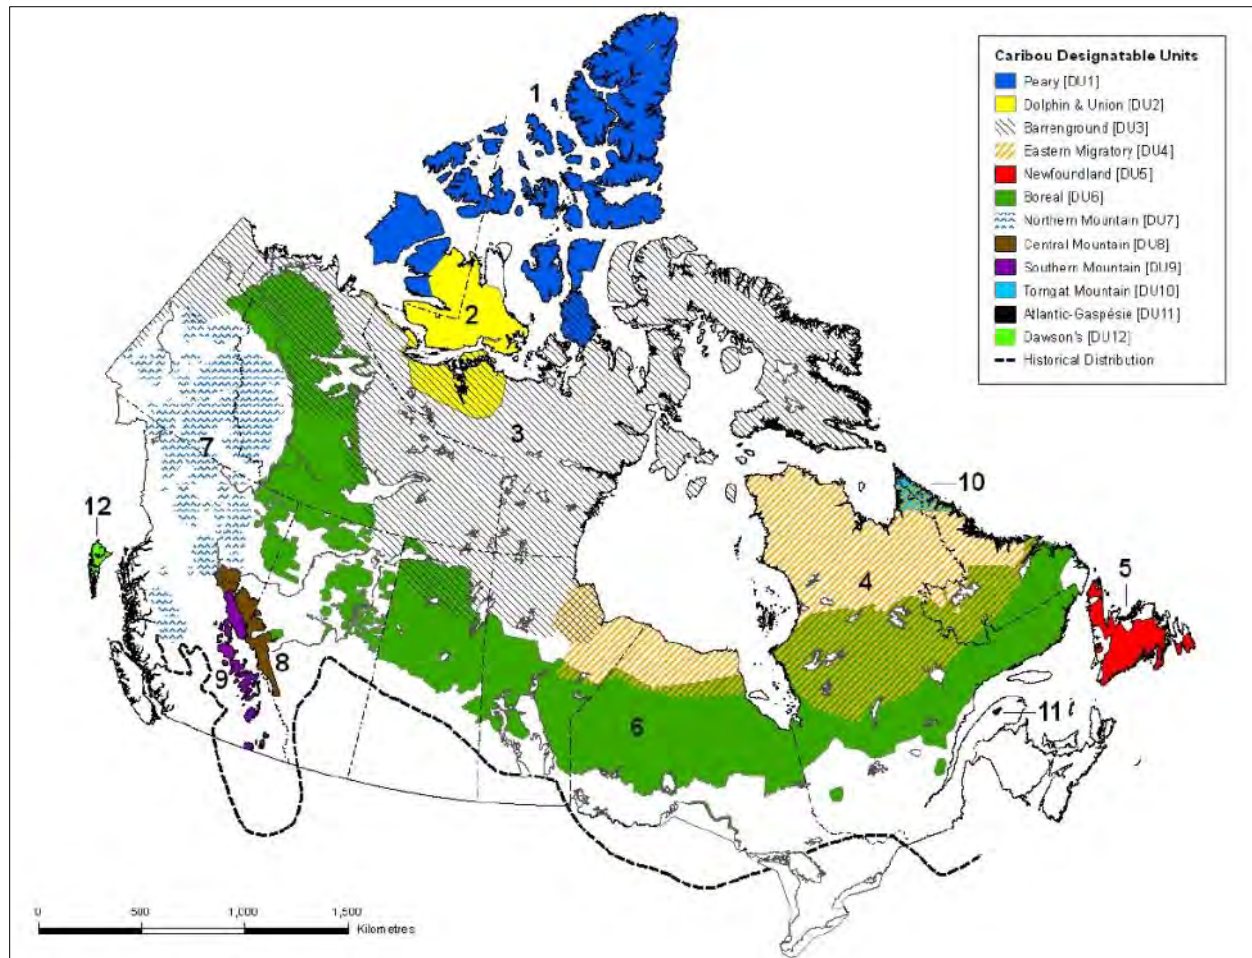 1
Caribou Designatable Units
Peary [DU1]
Dolphin & Union [DU2]
Barrenground [DU3]
Eastern Migratory [DU4]
Newfoundland [DU5]
Boreal [DU6]
Northern Mountain [DU7]
Central Mountain [DU8]
Southern Mountain [DU9]
Torngat Mountain [DU10]
Atlantic-Gaspésie [DU11]
Dawson's [DU12]
Historical Distribution
2
3
7
10
12
4
5
8
9
11
6
0 500 1,000 1,500
Kilometres